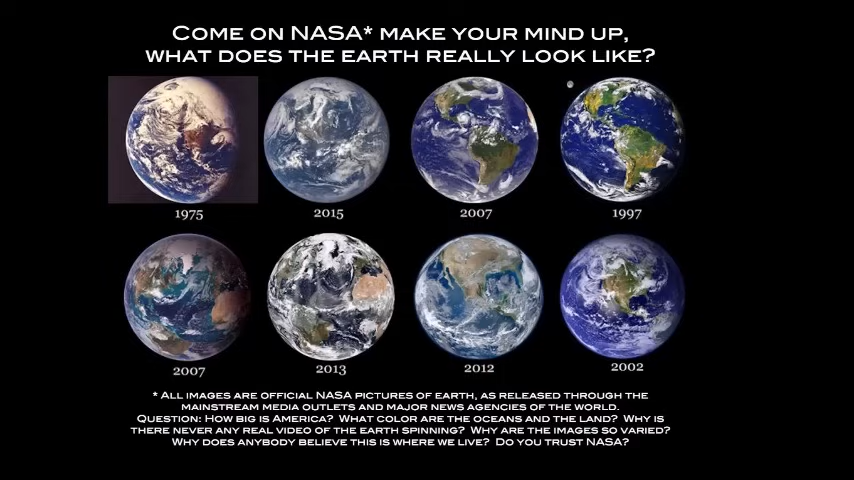 Come on NASA* make your mind up,
what does the earth really look like?
1975
2015
2007
1997
2007
2013
2012
2002
* All images are official NASA pictures of earth, as released through the
mainstream media outlets and major news agencies of the world.
Question: How big is America? What color are the oceans and the land? Why is
there never any real video of the earth spinning? Why are the images so varied?
Why does anybody believe this is where we live? Do you trust NASA?